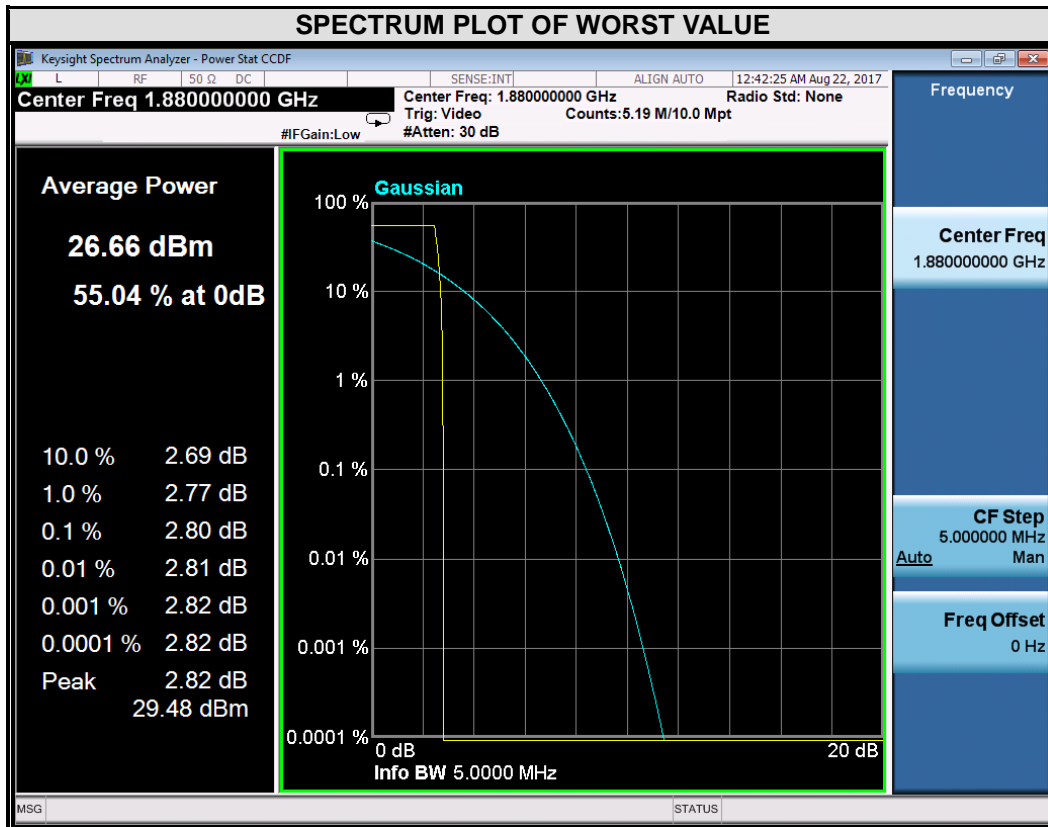 SPECTRUM PLOT OF WORST VALUE
Keysight Spectrum Analyzer - Power Stat CCDF
LXI L RF 50 Ω DC SENSE:INT ALIGN AUTO 12:42:25 AM Aug 22, 2017
Center Freq 1.880000000 GHz
#IFGain:Low
Center Freq: 1.880000000 GHz Radio Std: None
Trig: Video Counts:5.19 M/10.0 Mpt
#Atten: 30 dB
Average Power
26.66 dBm
55.04 % at 0dB
10.0 % 2.69 dB
1.0 % 2.77 dB
0.1 % 2.80 dB
0.01 % 2.81 dB
0.001 % 2.82 dB
0.0001 % 2.82 dB
Peak 2.82 dB
29.48 dBm
Gaussian
100 %
10 %
1 %
0.1 %
0.01 %
0.001 %
0.0001 %
0 dB 20 dB
Info BW 5.0000 MHz
Frequency
Center Freq
1.880000000 GHz
CF Step
5.000000 MHz
Auto Man
Freq Offset
0 Hz
MSG STATUS